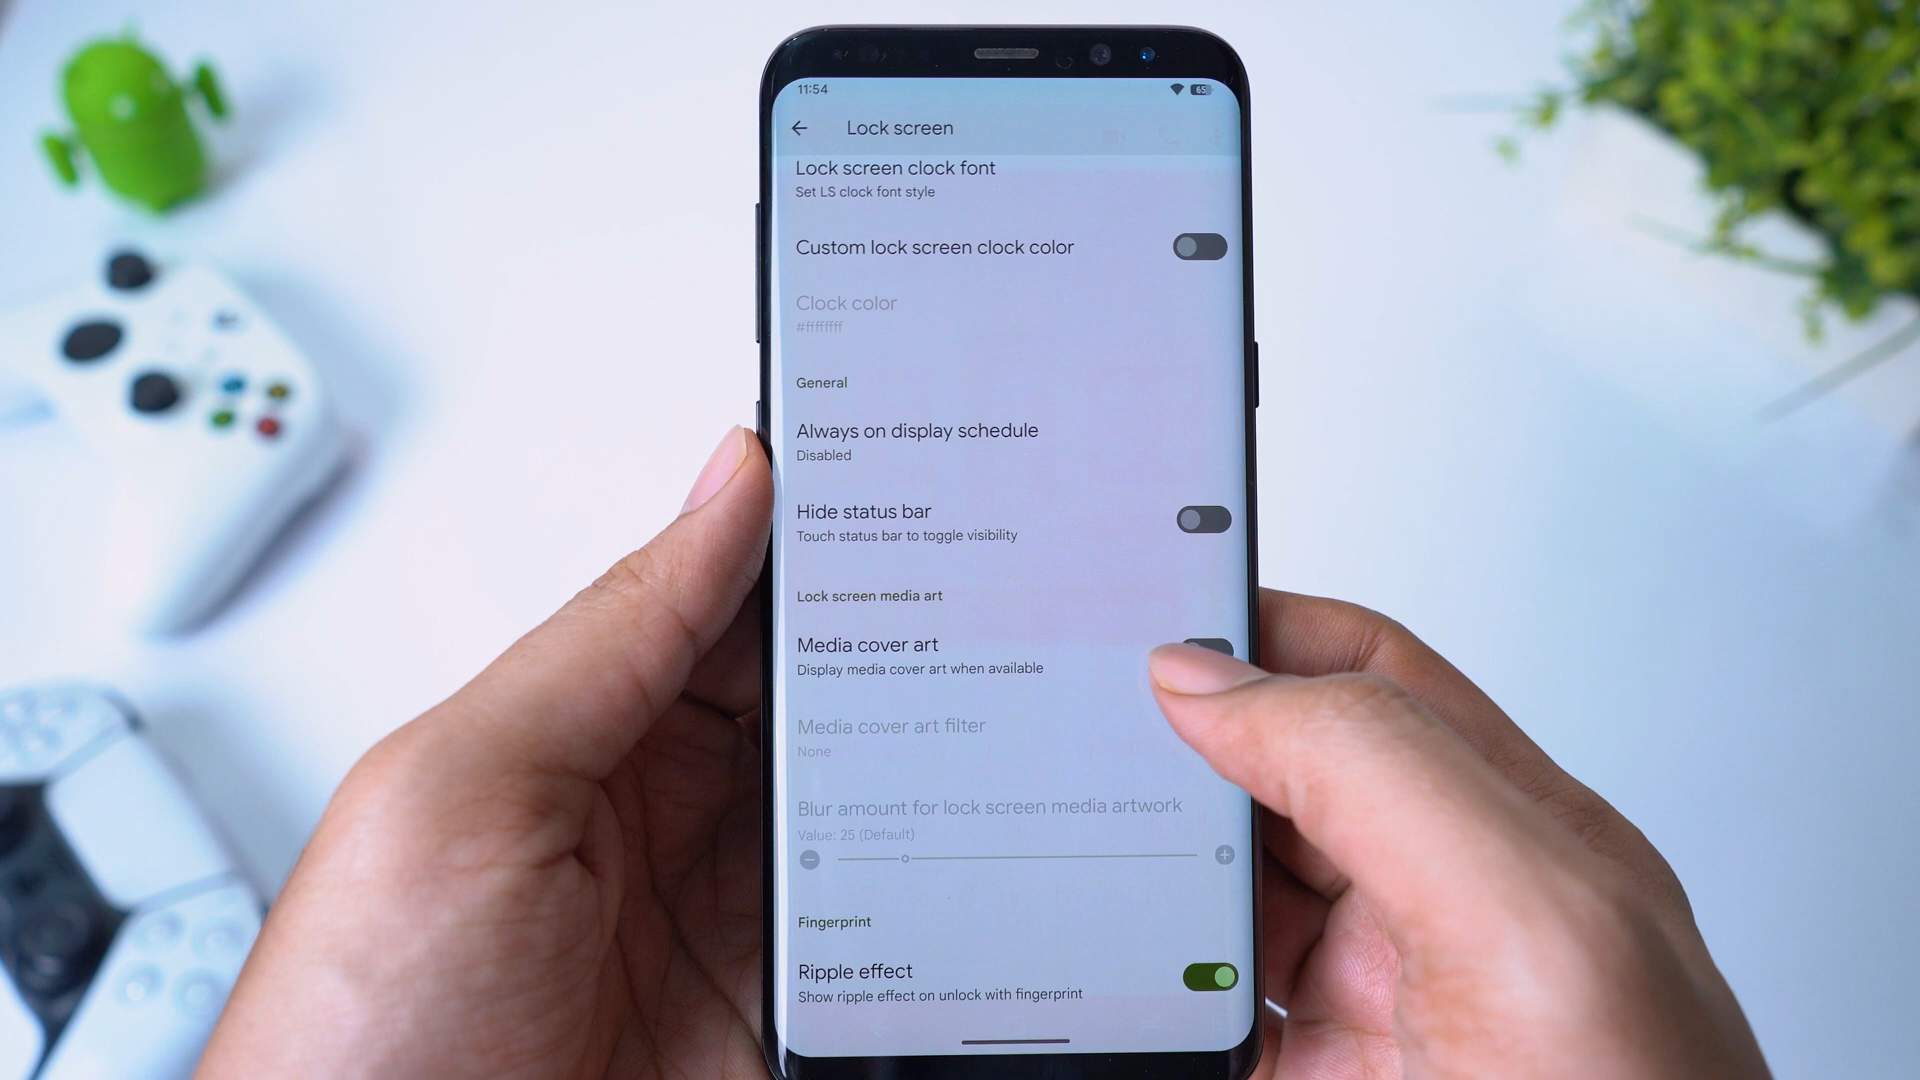 11:54
65
Lock screen
Lock screen clock font
Set LS clock font style
Custom lock screen clock color
Clock color
#ffffffff
General
Always on display schedule
Disabled
Hide status bar
Touch status bar to toggle visibility
Lock screen media art
Media cover art
Display media cover art when available
Media cover art filter
None
Blur amount for lock screen media artwork
Value: 25 (Default)
Fingerprint
Ripple effect
Show ripple effect on unlock with fingerprint